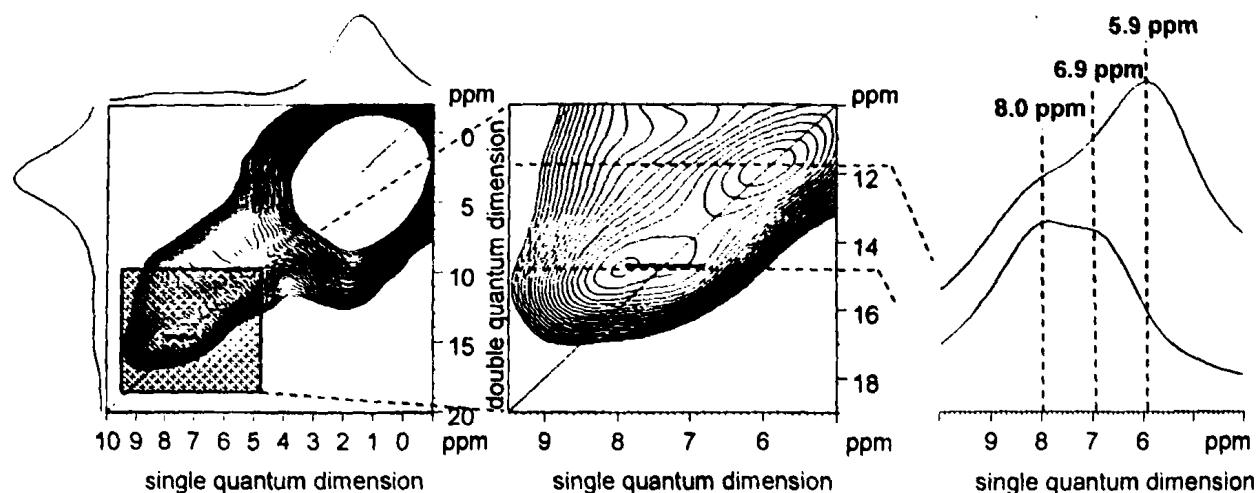 5.9 ppm
6.9 ppm
8.0 ppm
ppm
0
5
10
15
20
10 9 8 7 6 5 4 3 2 1 0 ppm
single quantum dimension
double quantum dimension
ppm
12
14
16
18
9 8 7 6 ppm
single quantum dimension
9 8 7 6 ppm
single quantum dimension